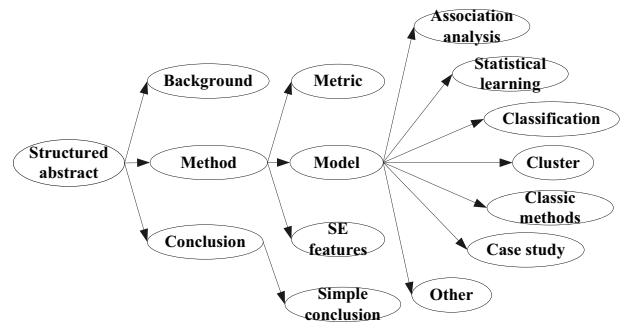 Association
analysis
Statistical
learning
Background
Metric
Classification
Structured
abstract
Method
Model
Cluster
Classic
methods
Conclusion
SE
features
Case study
Simple
conclusion
Other